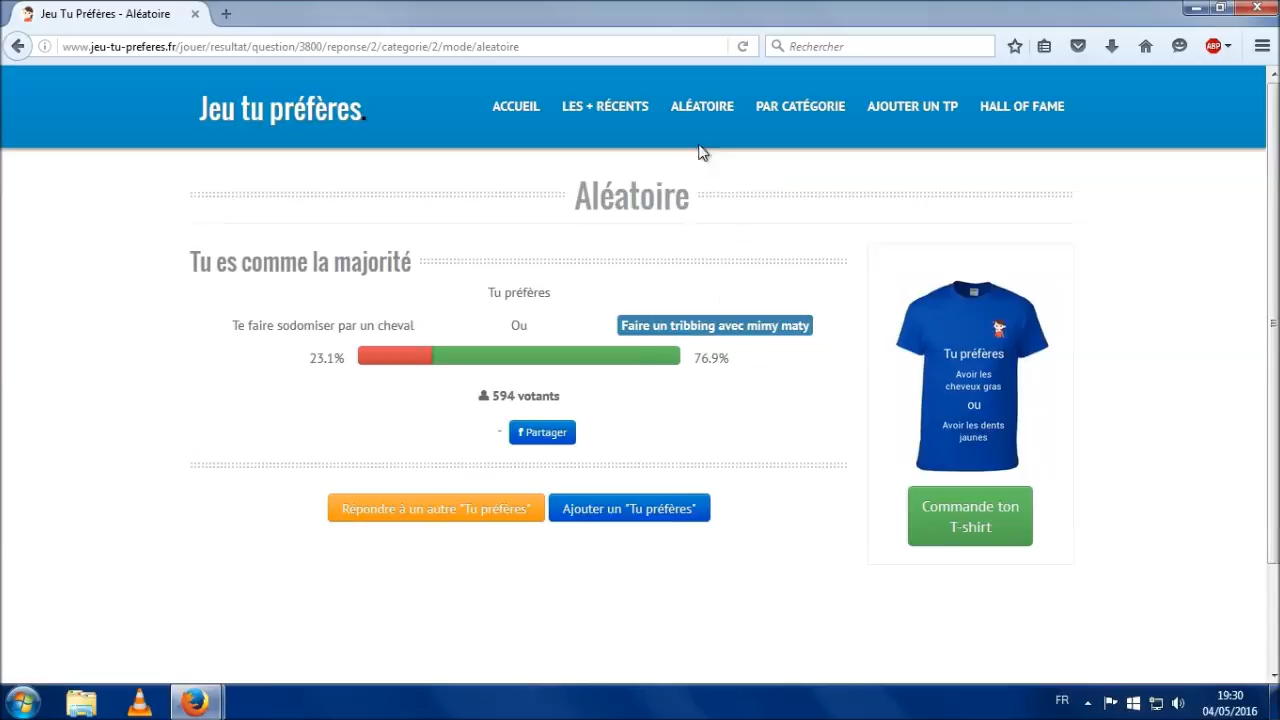 Jeu Tu Préfères - Aléatoire
www.jeu-tu-preferes.fr/jouer/resultat/question/3800/reponse/2/categorie/2/mode/aleatoire
Rechercher
ABP
Jeu tu préfères.
ACCUEIL
LES + RÉCENTS
ALÉATOIRE
PAR CATÉGORIE
AJOUTER UN TP
HALL OF FAME
Aléatoire
Tu es comme la majorité
Tu préfères
Te faire sodomiser par un cheval
Ou
Faire un tribbing avec mimy maty
23.1%
76.9%
594 votants
- f Partager
Répondre à un autre "Tu préfères"
Ajouter un "Tu préfères"
Tu préfères
Avoir les
cheveux gras
ou
Avoir les dents
jaunes
Commande ton
T-shirt
FR
19:30
04/05/2016